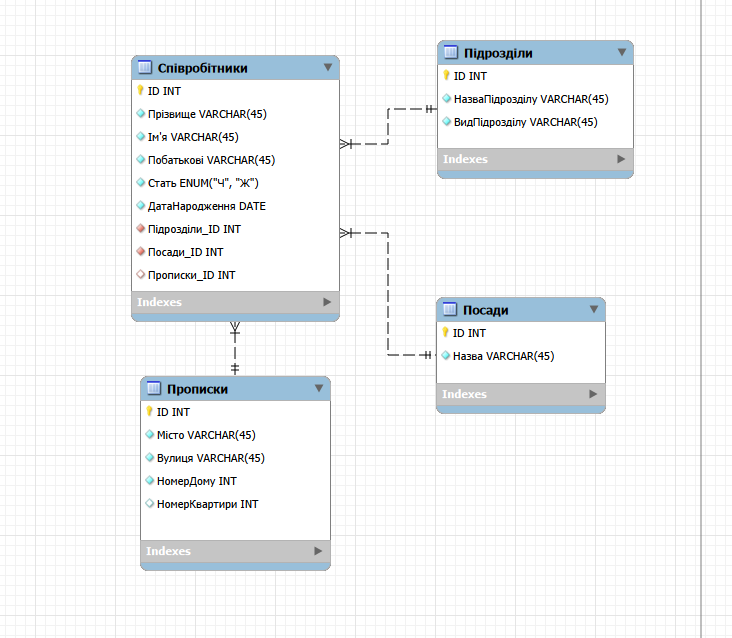 Співробітники
ID INT
Прізвище VARCHAR(45)
Ім'я VARCHAR(45)
Побатькові VARCHAR(45)
Стать ENUM("Ч", "Ж")
ДатаНародження DATE
Підрозділи_ID INT
Посади_ID INT
Прописки_ID INT
Indexes
Підрозділи
ID INT
НазваПідрозділу VARCHAR(45)
ВидПідрозділу VARCHAR(45)
Indexes
Посади
ID INT
Назва VARCHAR(45)
Indexes
Прописки
ID INT
Місто VARCHAR(45)
Вулиця VARCHAR(45)
НомерДому INT
НомерКвартири INT
Indexes